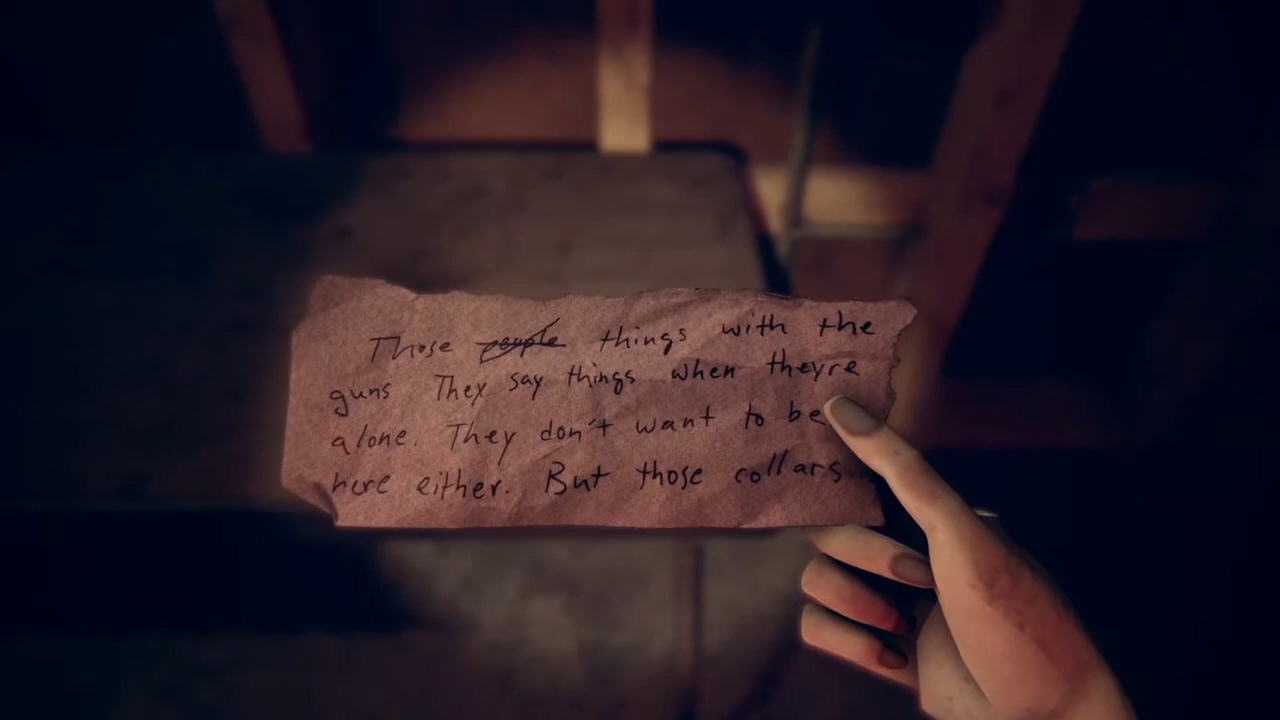 Those people things with the
guns They say things when theyre
alone. They don't want to be
here either. But those collars